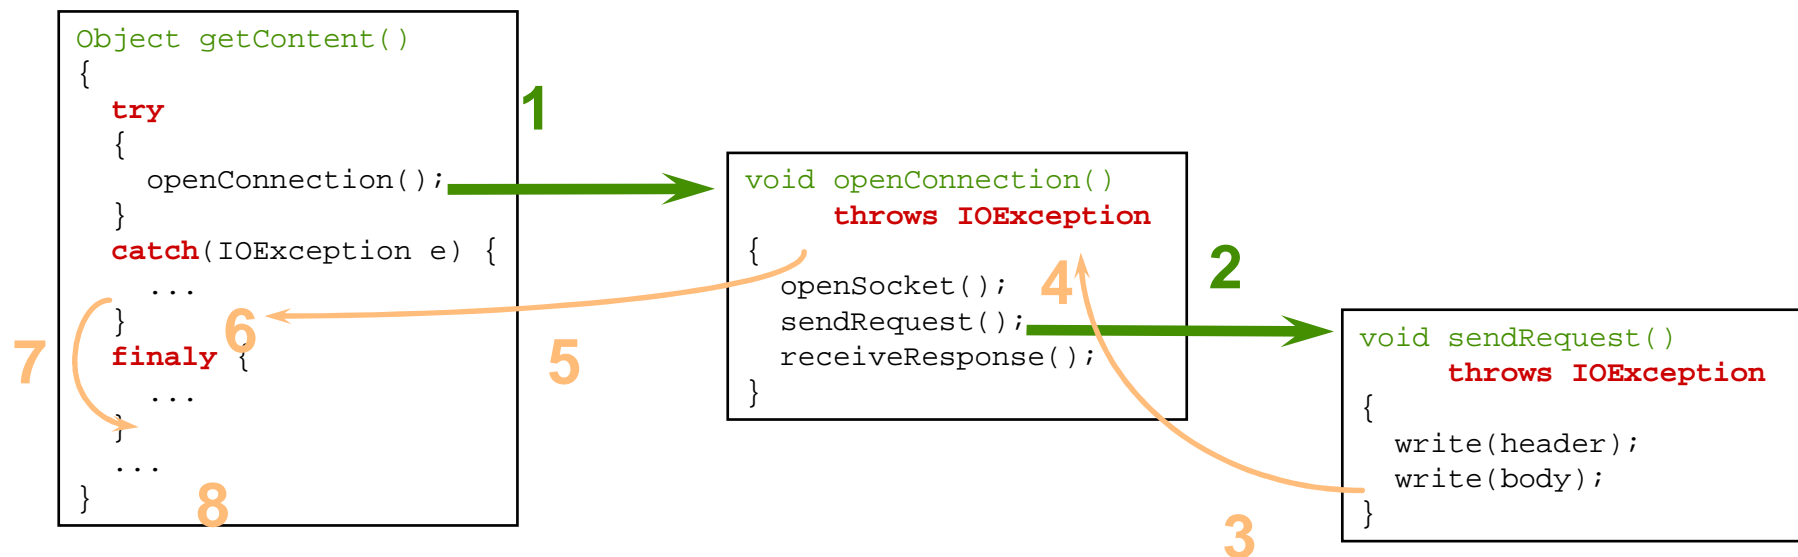 Object getContent()
{
try
{
openConnection();
}
catch(IOException e) {
...
}
finaly {
...
}
...
}
1
void openConnection()
throws IOException
{
openSocket();
sendRequest();
receiveResponse();
}
2
void sendRequest()
throws IOException
{
write(header);
write(body);
}
3
4
5
6
7
8